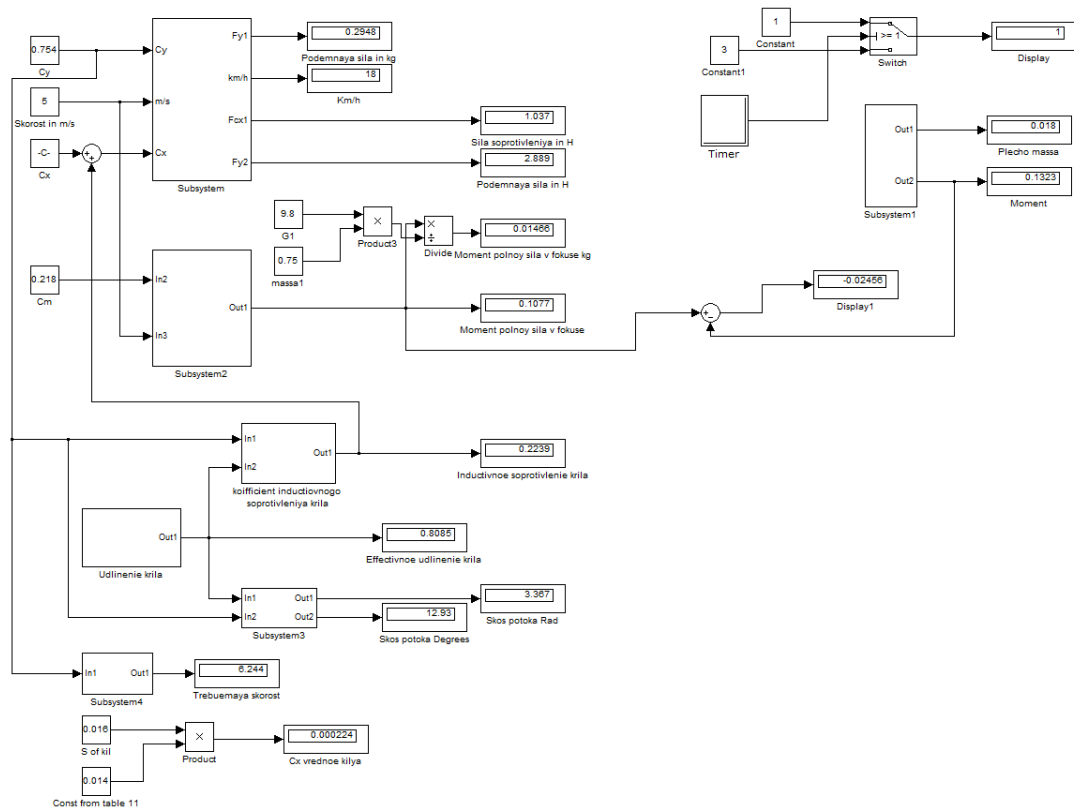 0.754
Cy
5
Skorost in m/s
-C-
Cx
Cy
m/s
Cx
Fy1
km/h
Fcx1
Fy2
Subsystem
0.2948
Podemnaya sila in kg
18
Km/h
1.037
Sila soprotivleniya in H
2.889
Podemnaya sila in H
1
Constant
3
Constant1
>= 1
Switch
1
Display
Timer
Out1
Out2
Subsystem1
0.018
Plecho massa
0.1323
Moment
9.8
G1
0.75
massa1
×
Product3
×
÷
Divide
0.01466
Moment polnoy sila v fokuse kg
0.218
Cm
In2
In3
Out1
Subsystem2
0.1077
Moment polnoy sila v fokuse
-0.02456
Display1
In1
In2
Out1
koifficient inductiovnogo
soprotivleniya krila
0.2239
Inductivnoe soprotivlenie krila
Out1
Udlinenie krila
0.8085
Effectivnoe udlinenie krila
In1
In2
Out1
Out2
Subsystem3
3.367
Skos potoka Rad
12.93
Skos potoka Degrees
In1
Out1
Subsystem4
6.244
Trebuemaya skorost
0.016
S of kil
0.014
Const from table 11
×
Product
0.000224
Cx vrednoe kilya